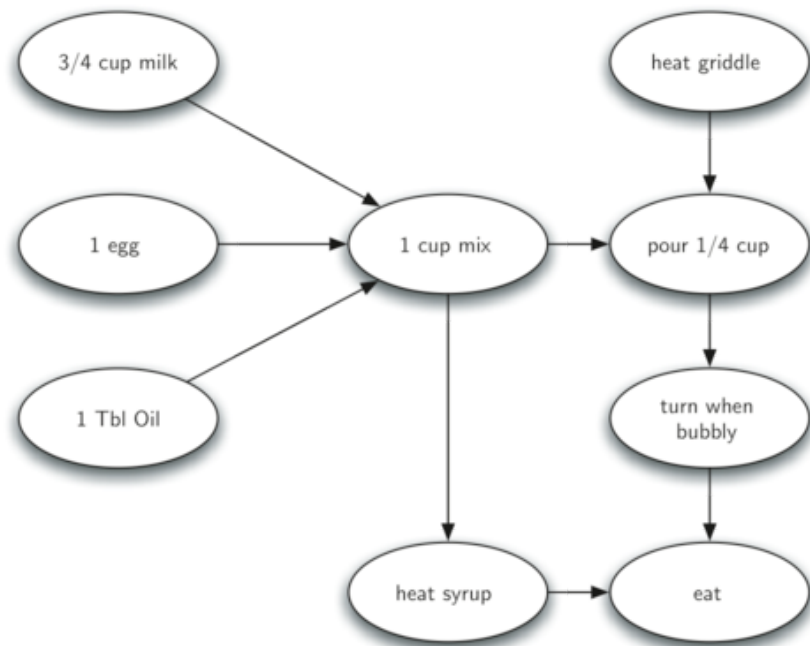 3/4 cup milk
heat griddle
1 egg
1 cup mix
pour 1/4 cup
1 Tbl Oil
turn when
bubbly
heat syrup
eat